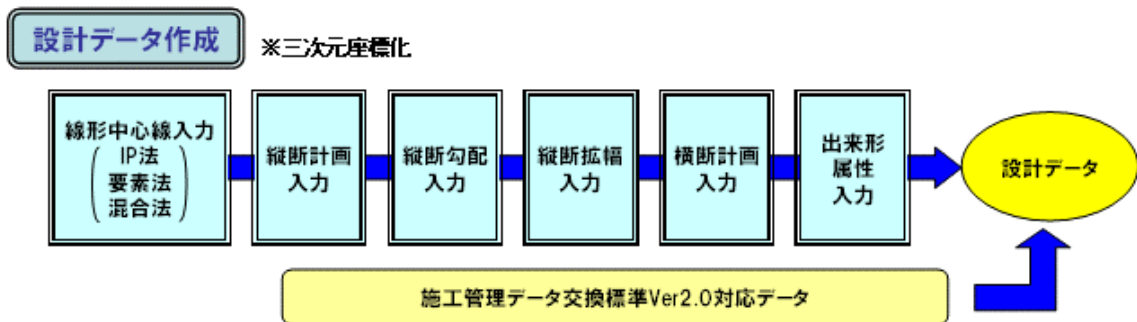 設計データ作成
※三次元座標化
線形中心線入力
IP法
要素法
混合法
縦断計画
入力
縦断勾配
入力
縦断拡幅
入力
横断計画
入力
出来形
属性
入力
設計データ
施工管理データ交換標準Ver2.0対応データ